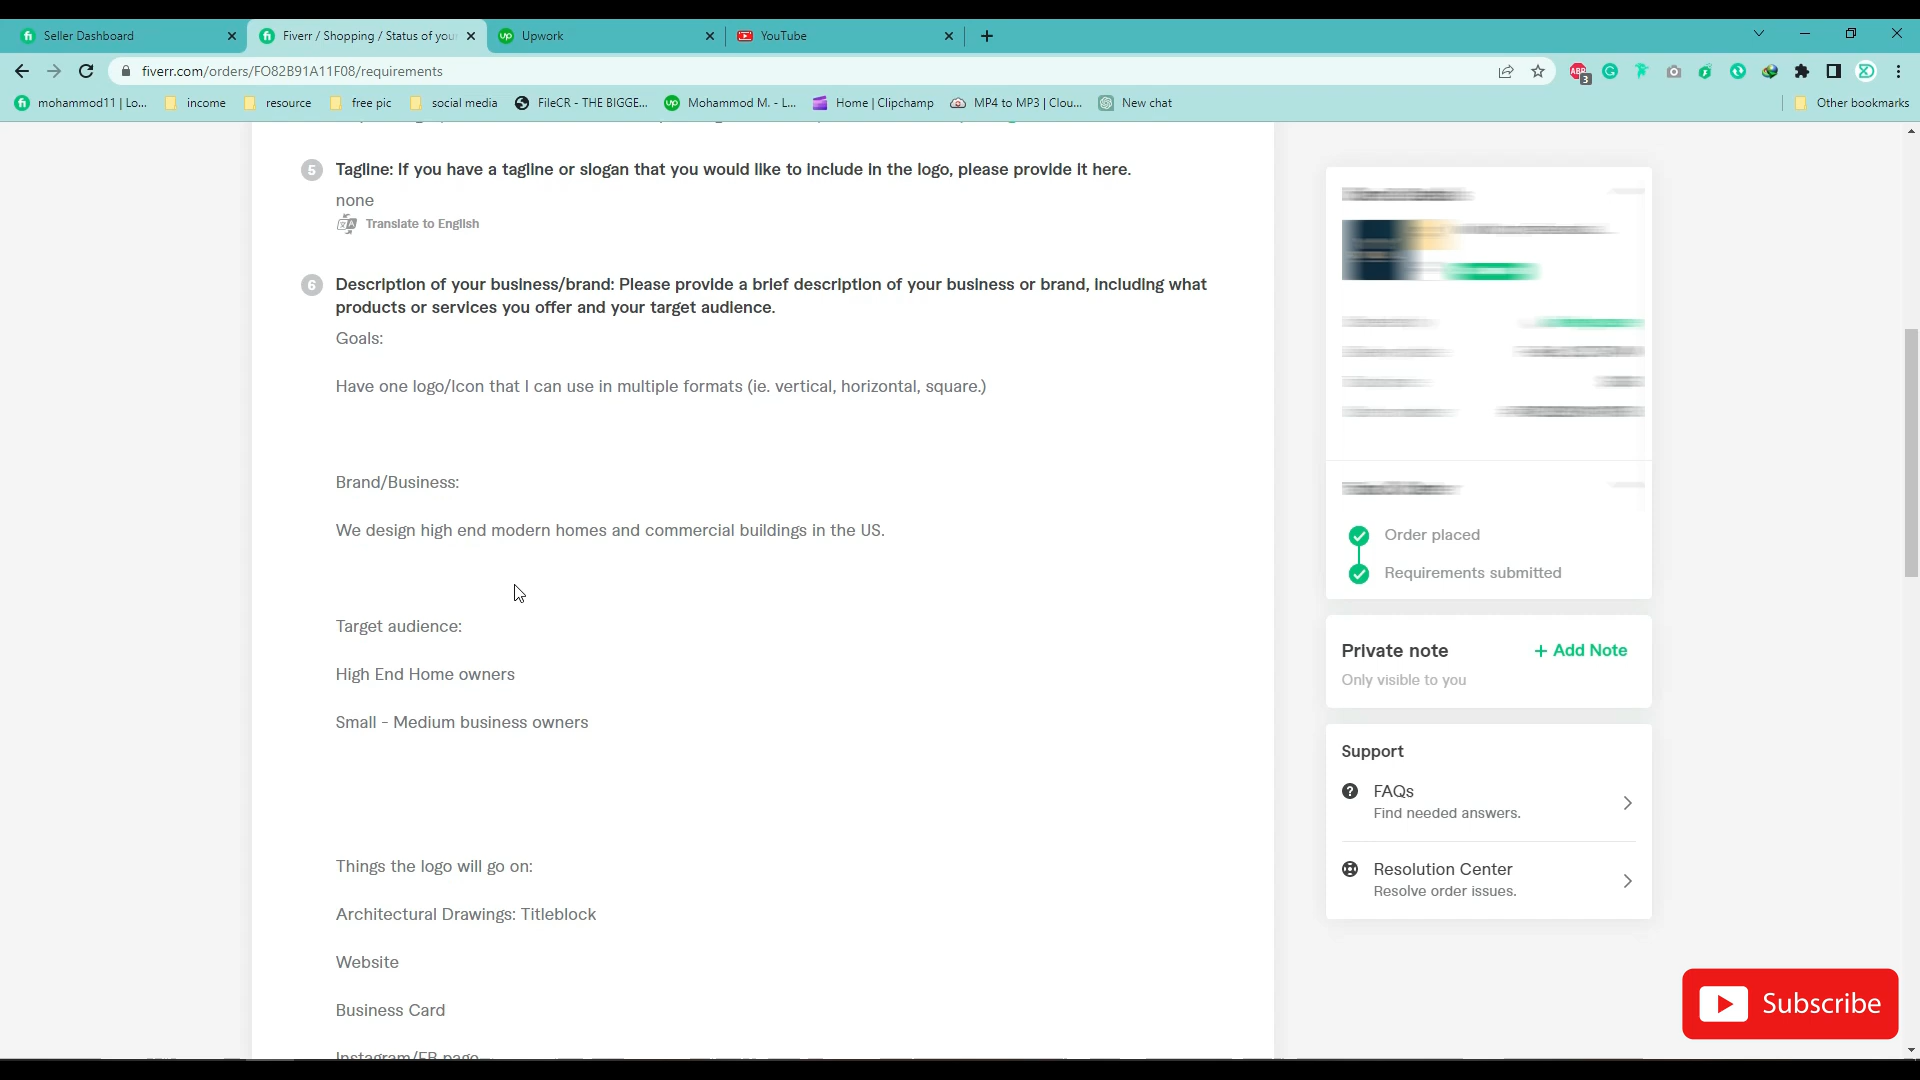 Seller Dashboard
Fiverr / Shopping / Status of your
Upwork
YouTube
fiverr.com/orders/FO82B91A11F08/requirements
ABP
3
mohammod11 | Lo...
income
resource
free pic
social media
FileCR - THE BIGGE...
Mohammod M. - L...
Home | Clipchamp
MP4 to MP3 | Clou...
New chat
Other bookmarks
5
Tagline: If you have a tagline or slogan that you would like to include in the logo, please provide it here.
none
Translate to English
6
Description of your business/brand: Please provide a brief description of your business or brand, including what
products or services you offer and your target audience.
Goals:
Have one logo/Icon that I can use in multiple formats (ie. vertical, horizontal, square.)
Brand/Business:
We design high end modern homes and commercial buildings in the US.
Target audience:
High End Home owners
Small - Medium business owners
Things the logo will go on:
Architectural Drawings: Titleblock
Website
Business Card
Instagram/FB page
Order placed
Requirements submitted
Private note
+ Add Note
Only visible to you
Support
FAQs
Find needed answers.
Resolution Center
Resolve order issues.
Subscribe